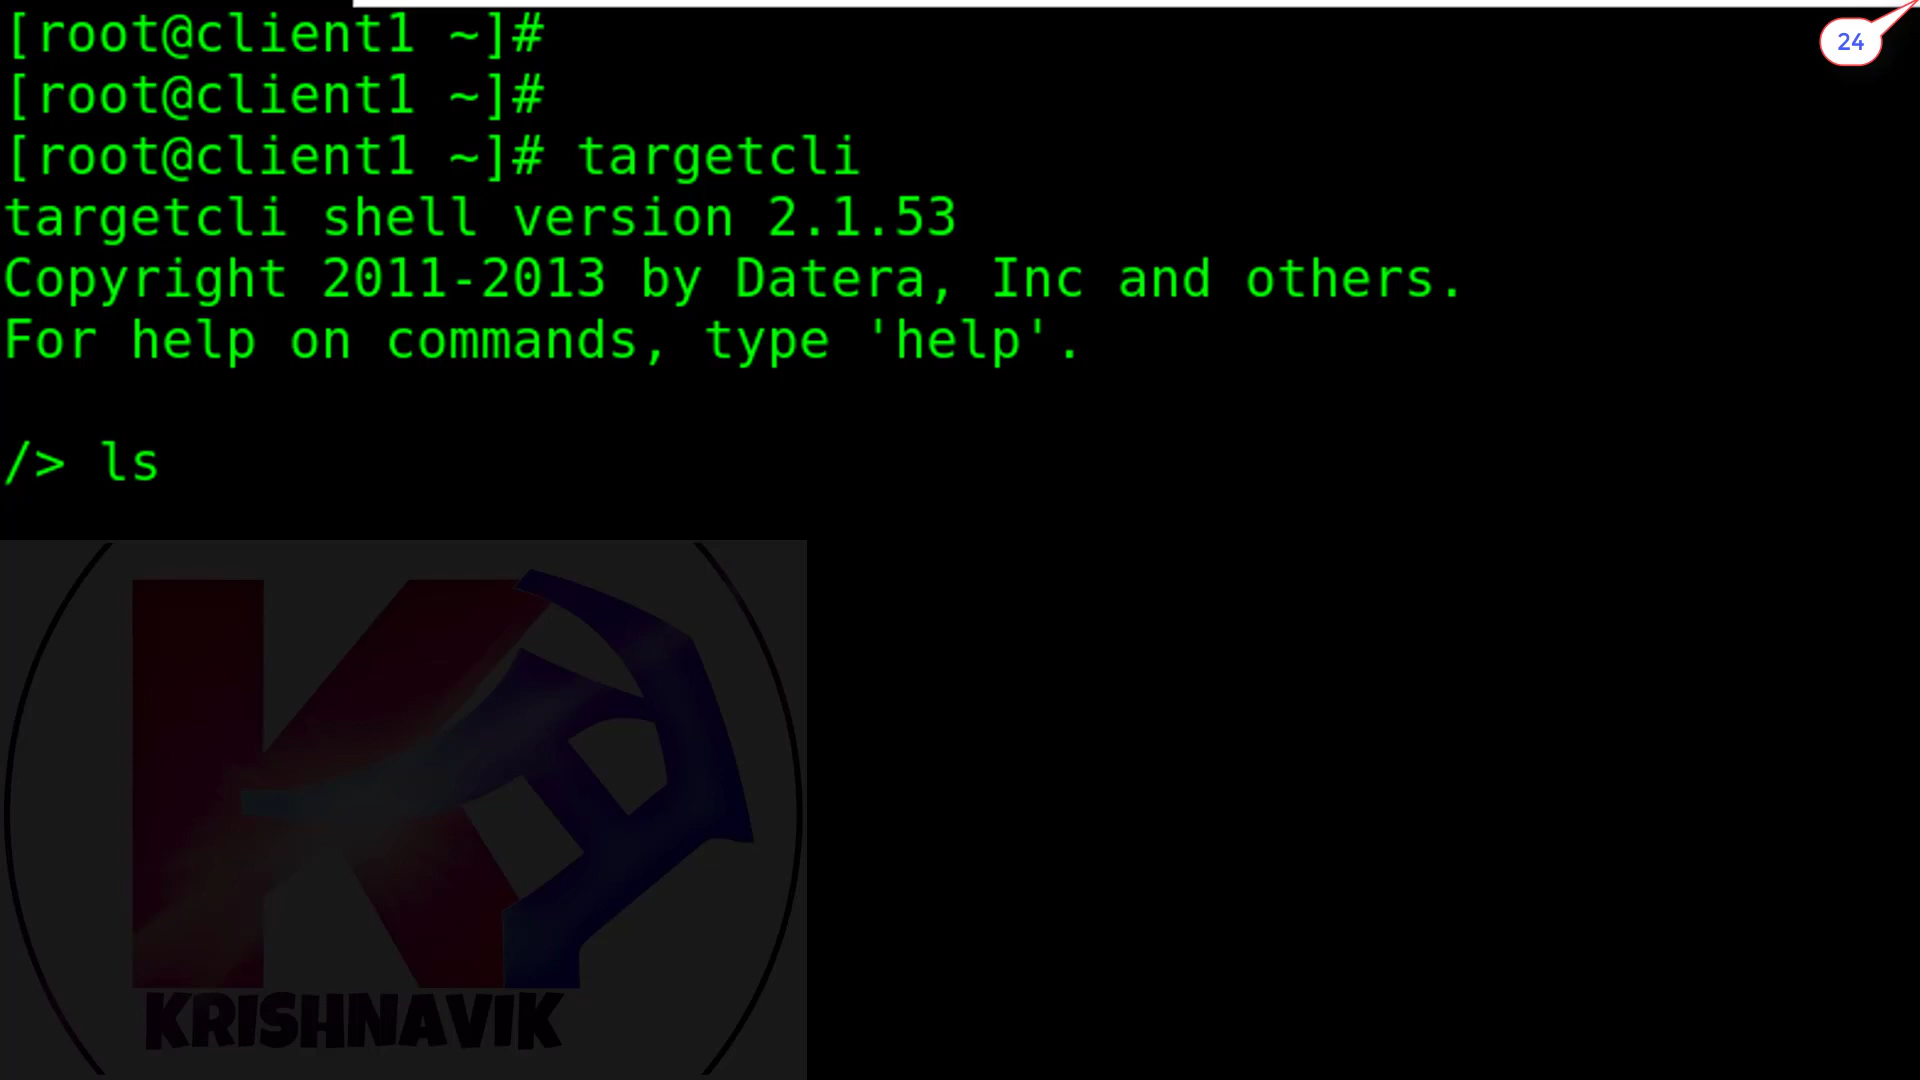 [root@client1 ~]#
24
[root@client1 ~]#
[root@client1 ~]# targetcli
targetcli shell version 2.1.53
Copyright 2011-2013 by Datera, Inc and others.
For help on commands, type 'help'.
/> ls
KRISHNAVIK